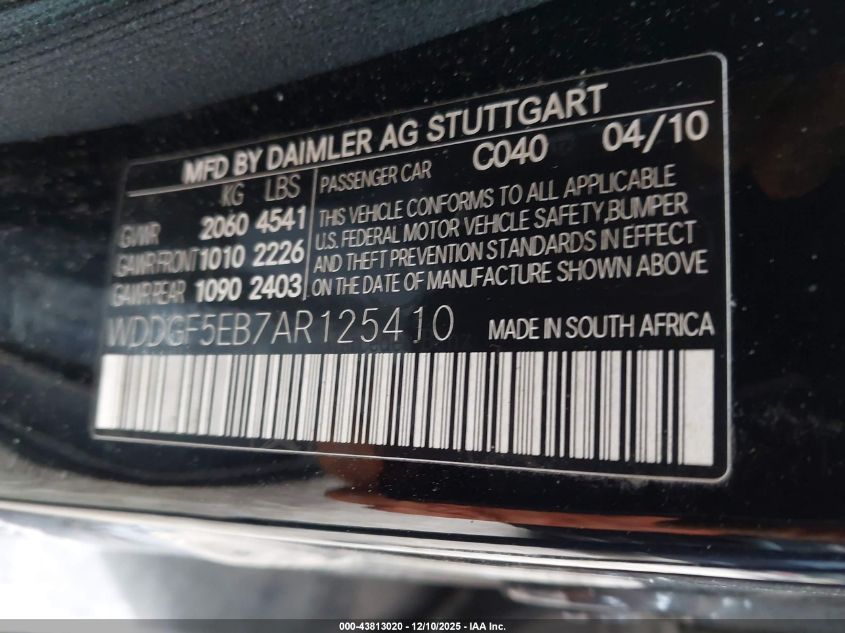 MFD BY DAIMLER AG STUTTGART
KG LBS PASSENGER CAR C040 04/10
GVWR 2060 4541
GAWR FRONT 1010 2226
GAWR REAR 1090 2403
THIS VEHICLE CONFORMS TO ALL APPLICABLE
U.S. FEDERAL MOTOR VEHICLE SAFETY,BUMPER
AND THEFT PREVENTION STANDARDS IN EFFECT
ON THE DATE OF MANUFACTURE SHOWN ABOVE
WDDGF5EB7AR125410 MADE IN SOUTH AFRICA
000-43813020 - 12/10/2025 - IAA Inc.